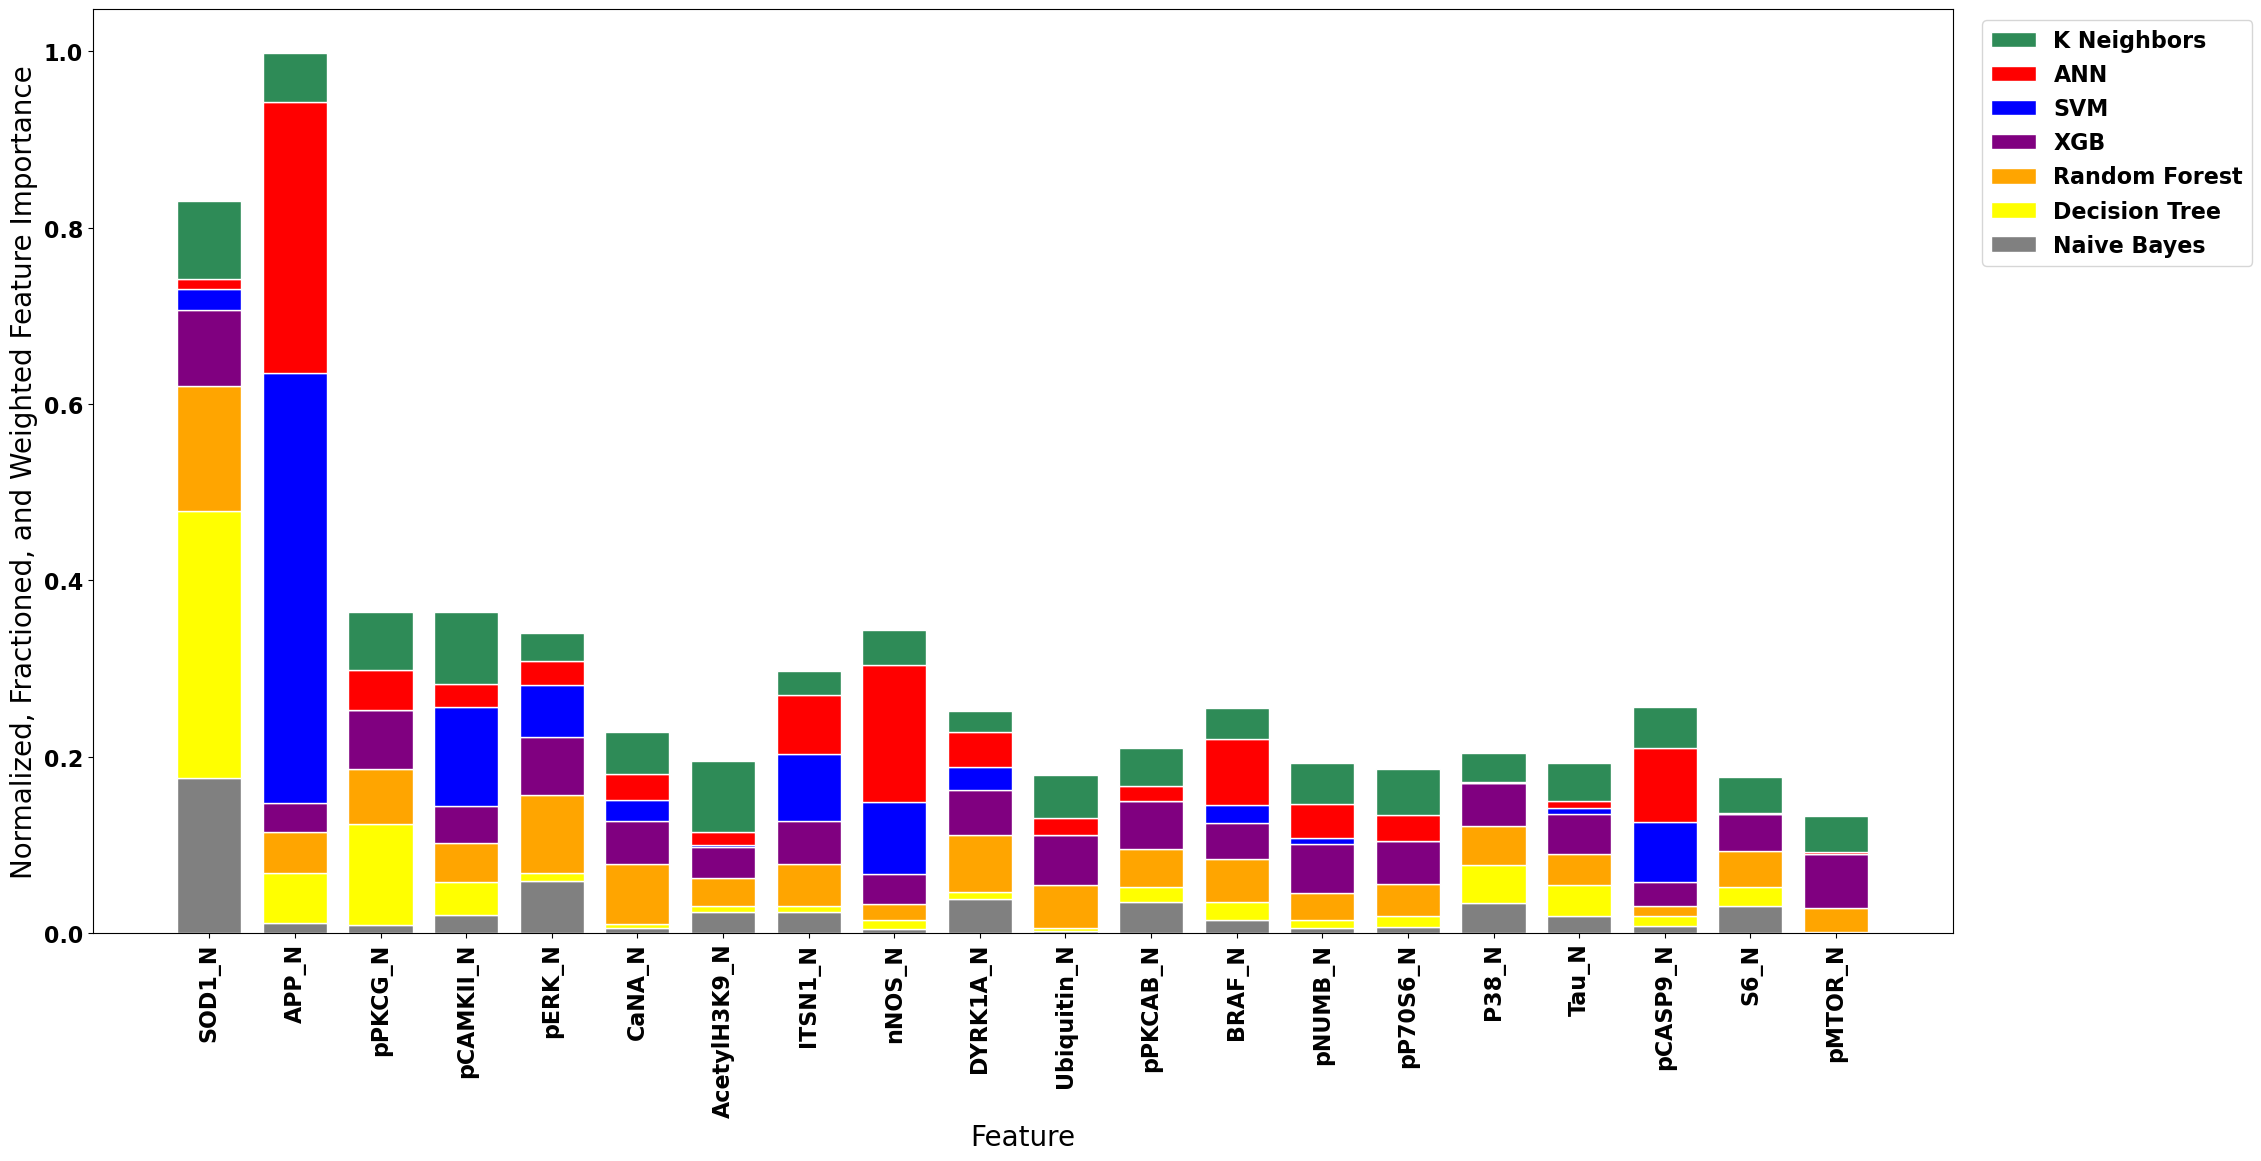 Normalized, Fractioned, and Weighted Feature Importance
1.0
0.8
0.6
0.4
0.2
0.0
SOD1_N
APP_N
pPKCG_N
pCAMKII_N
pERK_N
CaNA_N
AcetylH3K9_N
ITSN1_N
nNOS_N
DYRK1A_N
Ubiquitin_N
pPKCAB_N
BRAF_N
pNUMB_N
pP70S6_N
P38_N
Tau_N
pCASP9_N
S6_N
pMTOR_N
Feature
K Neighbors
ANN
SVM
XGB
Random Forest
Decision Tree
Naive Bayes